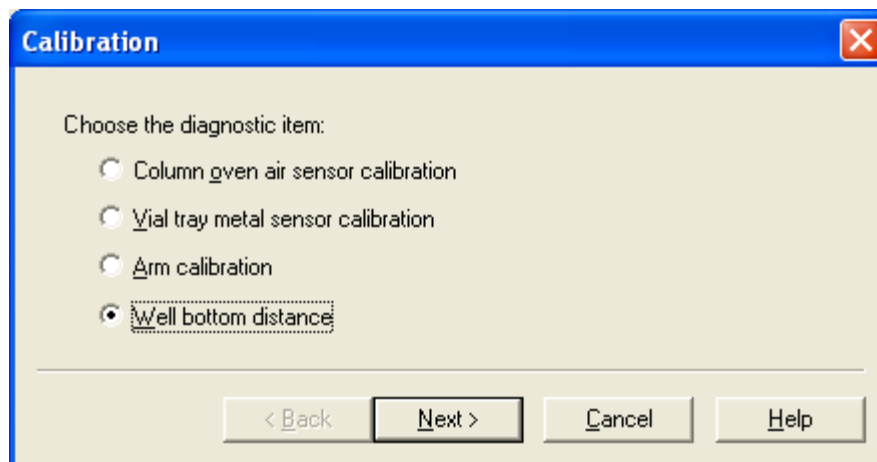 Calibration
Choose the diagnostic item:
Column oven air sensor calibration
Vial tray metal sensor calibration
Arm calibration
Well bottom distance
< Back Next > Cancel Help